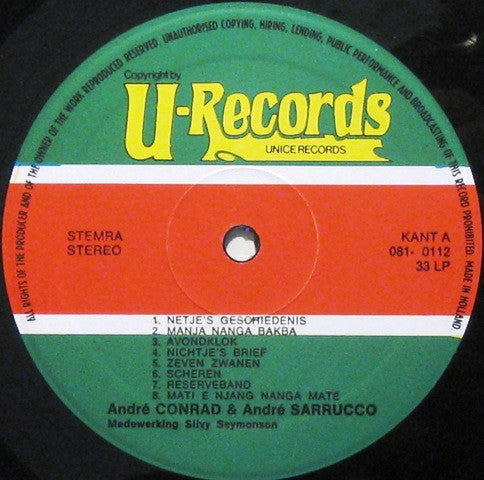 ALL RIGHTS OF THE PRODUCER AND OF THE OWNER OF THE WORK REPRODUCED RESERVED. UNAUTHORISED COPYING, HIRING, LENDING, PUBLIC PERFORMANCE AND BROADCASTING OF THIS RECORD PROHIBITED. MADE IN HOLLAND
Copyright by
U-Records
UNICE RECORDS
STEMRA
STEREO
KANT A
081- 0112
33 LP
1. NETJE'S GESCHIEDENIS
2. MANJA NANGA BAKBA
3. AVONDKLOK
4. NICHTJE'S BRIEF
5. ZEVEN ZWANEN
6. SCHEREN
7. RESERVEBAND
8. MATI E NJANG NANGA MATE
André CONRAD & André SARRUCCO
Medewerking Silvy Seymonson